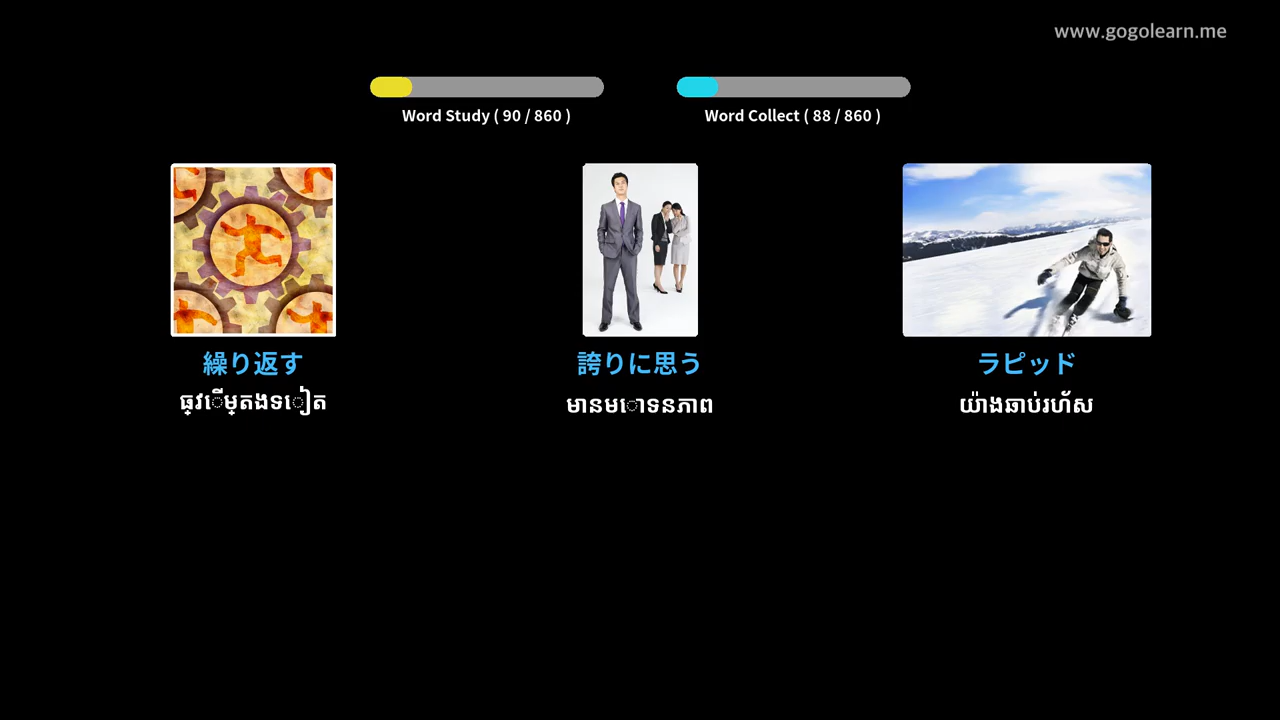 www.gogolearn.me
Word Study ( 90 / 860 )
Word Collect ( 88 / 860 )
繰り返す
ធ្វើម្តងទៀត
誇りに思う
មានមោទនភាព
ラピッド
យ៉ាងឆាប់រហ័ស